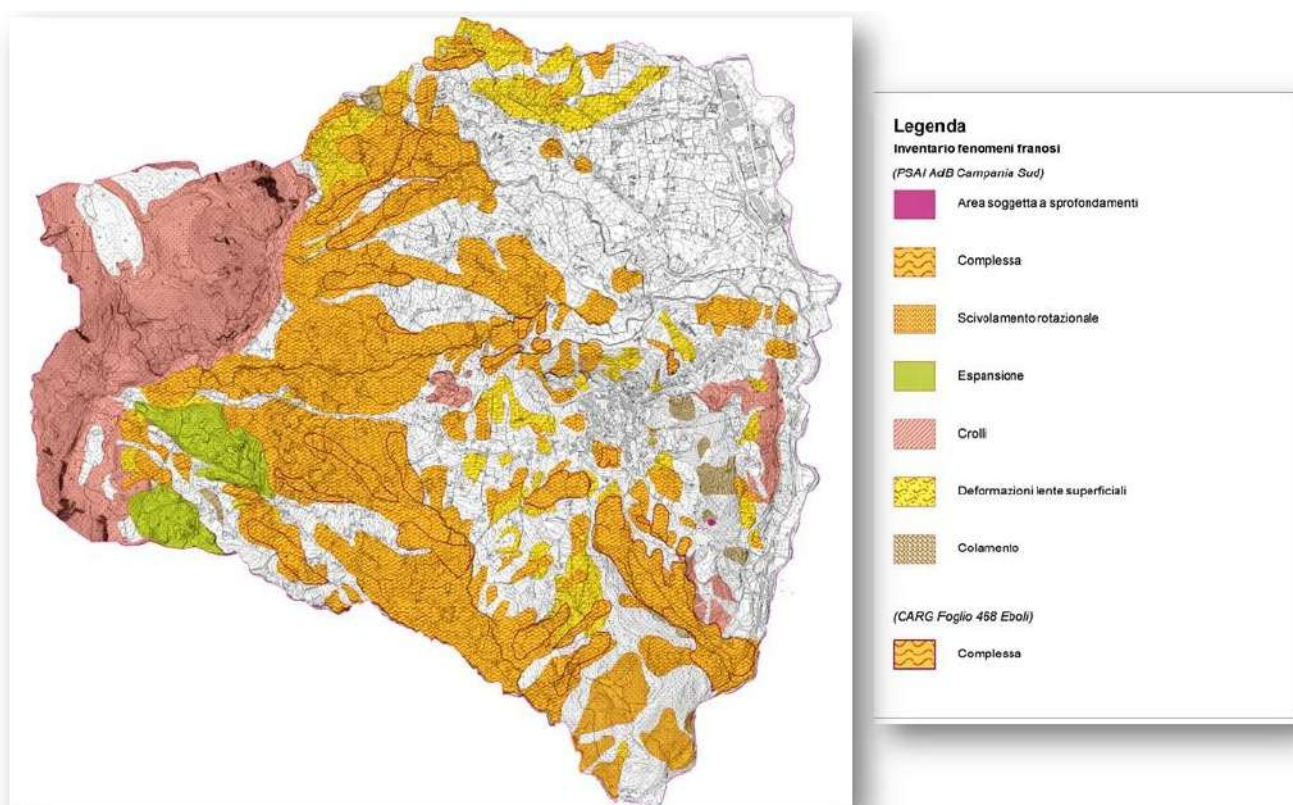 Legenda
Inventario fenomeni franosi
(PSAI AdB Campania Sud)
Area soggetta a sprofondamenti
Complessa
Scivolamento rotazionale
Espansione
Crolli
Deformazioni lente superficiali
Colamento
(CARG Foglio 468 Eboli)
Complessa